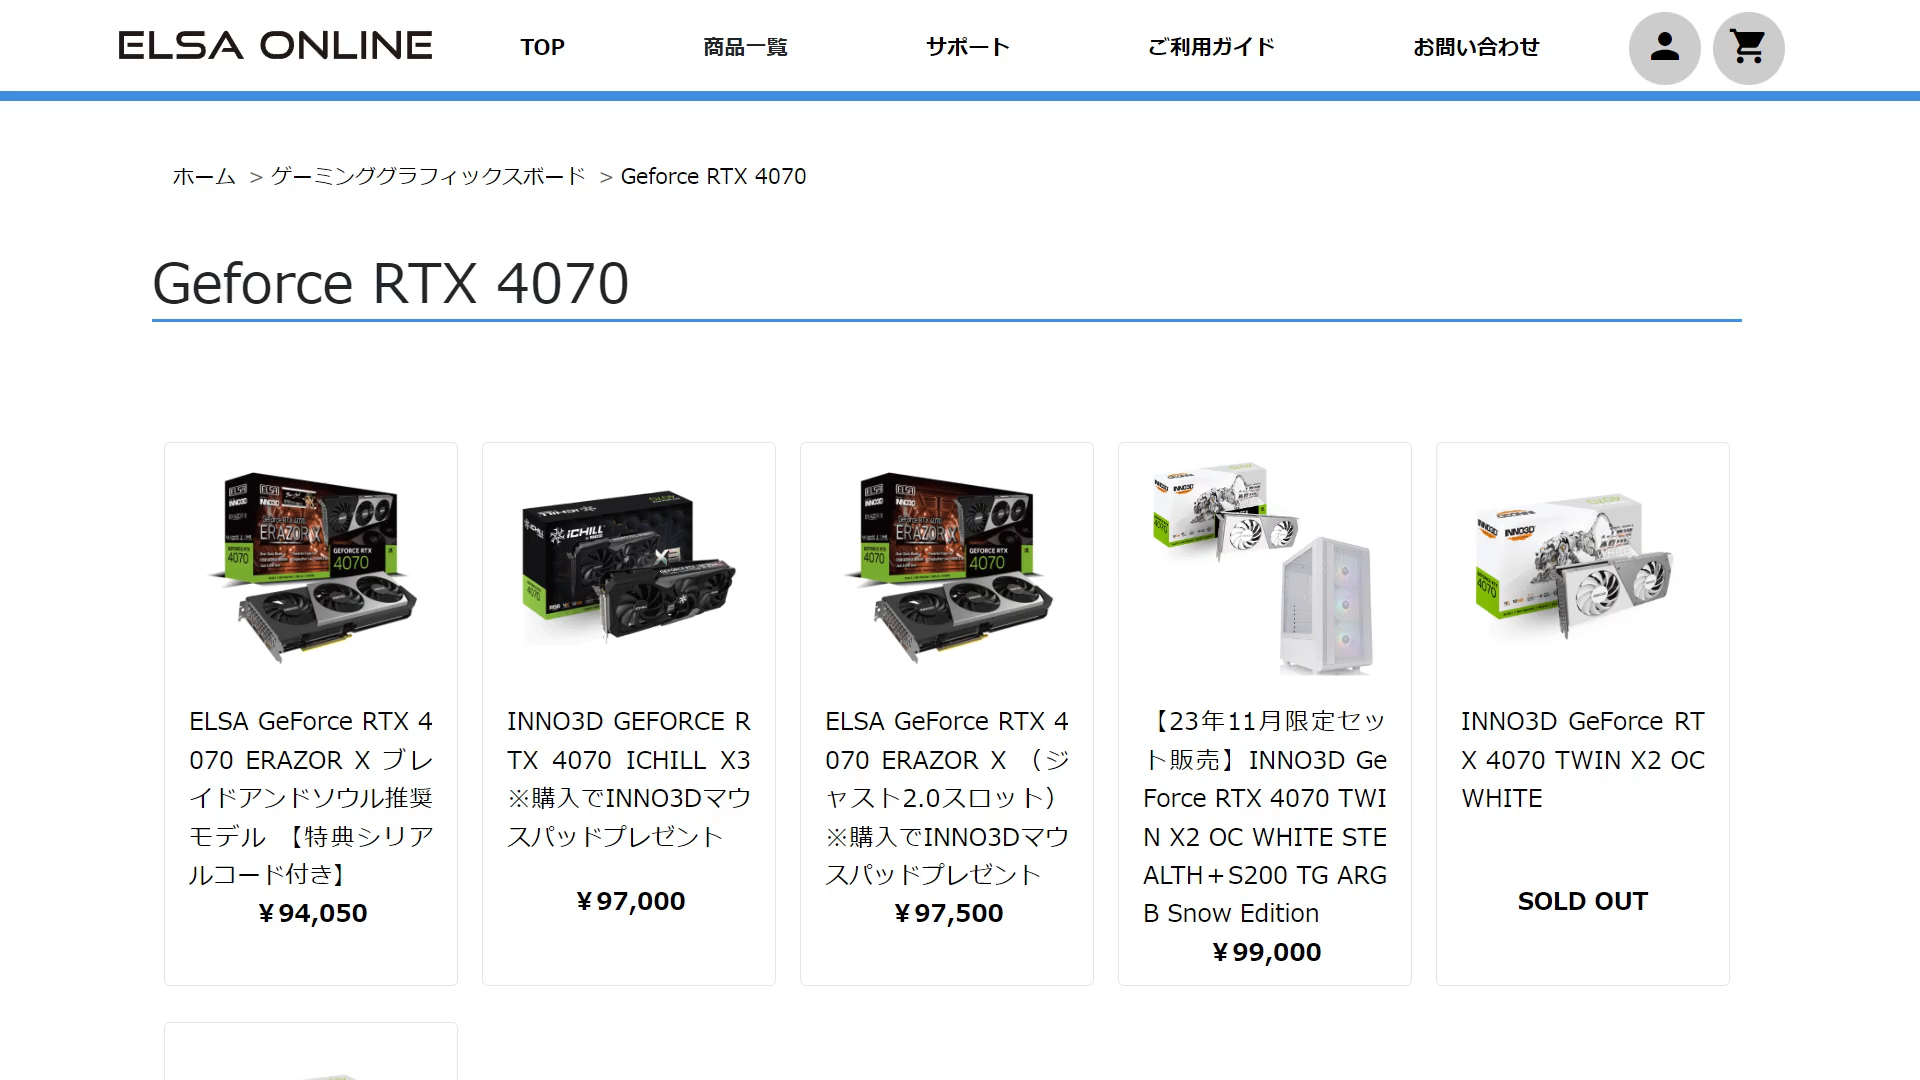 ELSA ONLINE
TOP
商品一覧
サポート
ご利用ガイド
お問い合わせ
ホーム > ゲーミンググラフィックスボード > Geforce RTX 4070
Geforce RTX 4070
ELSA GeForce RTX 4
070 ERAZOR X ブレ
イドアンドソウル推奨
モデル 【特典シリア
ルコード付き】
¥94,050
INNO3D GEFORCE R
TX 4070 ICHILL X3
※購入でINNO3Dマウ
スパッドプレゼント
¥97,000
ELSA GeForce RTX 4
070 ERAZOR X （ジ
ャスト2.0スロット）
※購入でINNO3Dマウ
スパッドプレゼント
¥97,500
【23年11月限定セッ
ト販売】INNO3D Ge
Force RTX 4070 TWI
N X2 OC WHITE STE
ALTH＋S200 TG ARG
B Snow Edition
¥99,000
INNO3D GeForce RT
X 4070 TWIN X2 OC
WHITE
SOLD OUT